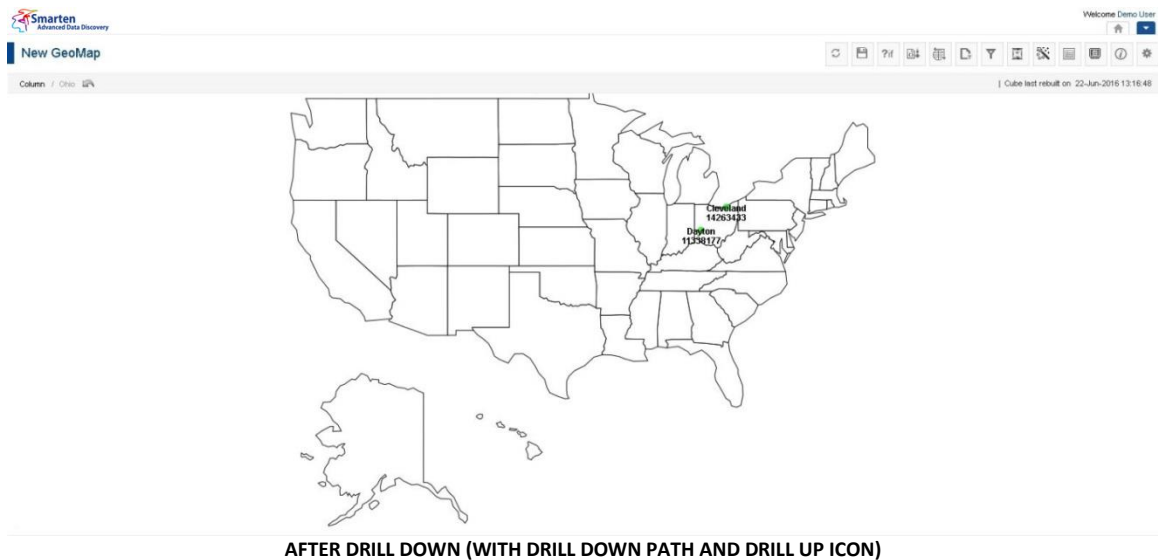 Smarten
Advanced Data Discovery
Welcome Demo User
New GeoMap
?if
Column / Ohio
| Cube last rebuilt on 22-Jun-2016 13:16:48
Cleveland
14263433
Dayton
11338177
AFTER DRILL DOWN (WITH DRILL DOWN PATH AND DRILL UP ICON)